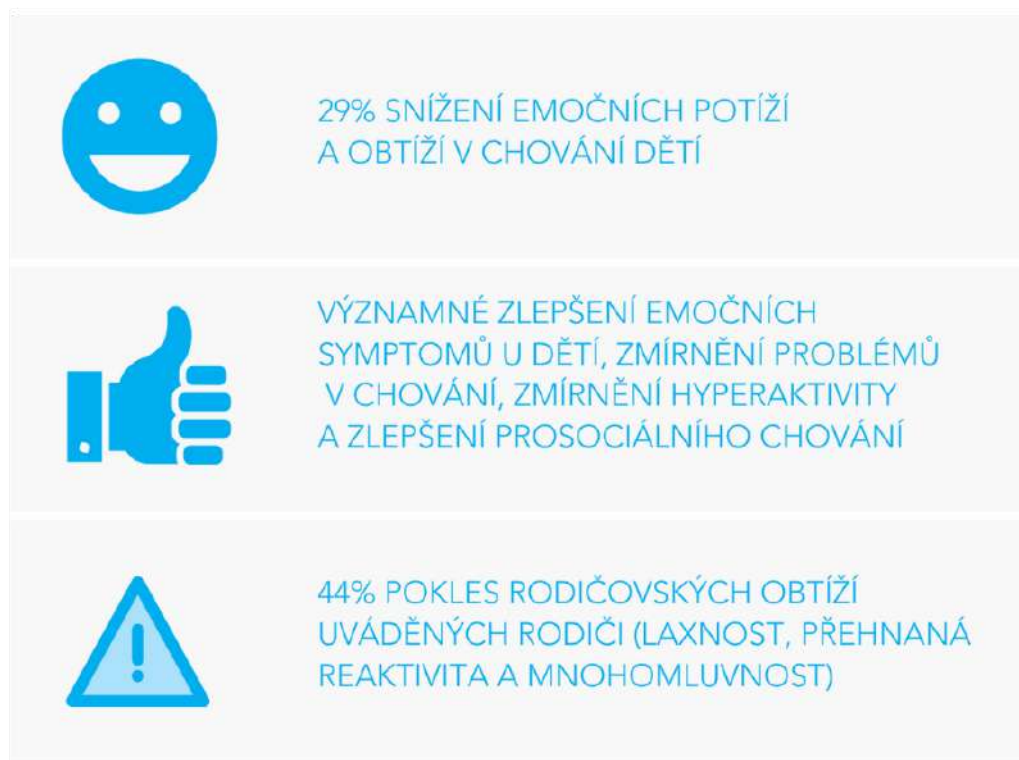 29% SNÍŽENÍ EMOČNÍCH POTÍŽÍ
A OBTÍŽÍ V CHOVÁNÍ DĚTÍ
VÝZNAMNÉ ZLEPŠENÍ EMOČNÍCH
SYMPTOMŮ U DĚTÍ, ZMÍRNĚNÍ PROBLÉMŮ
V CHOVÁNÍ, ZMÍRNĚNÍ HYPERAKTIVITY
A ZLEPŠENÍ PROSOCIÁLNÍHO CHOVÁNÍ
44% POKLES RODIČOVSKÝCH OBTÍŽÍ
UVÁDĚNÝCH RODIČI (LAXNOST, PŘEHNANÁ
REAKTIVITA A MNOHOMLUVNOST)